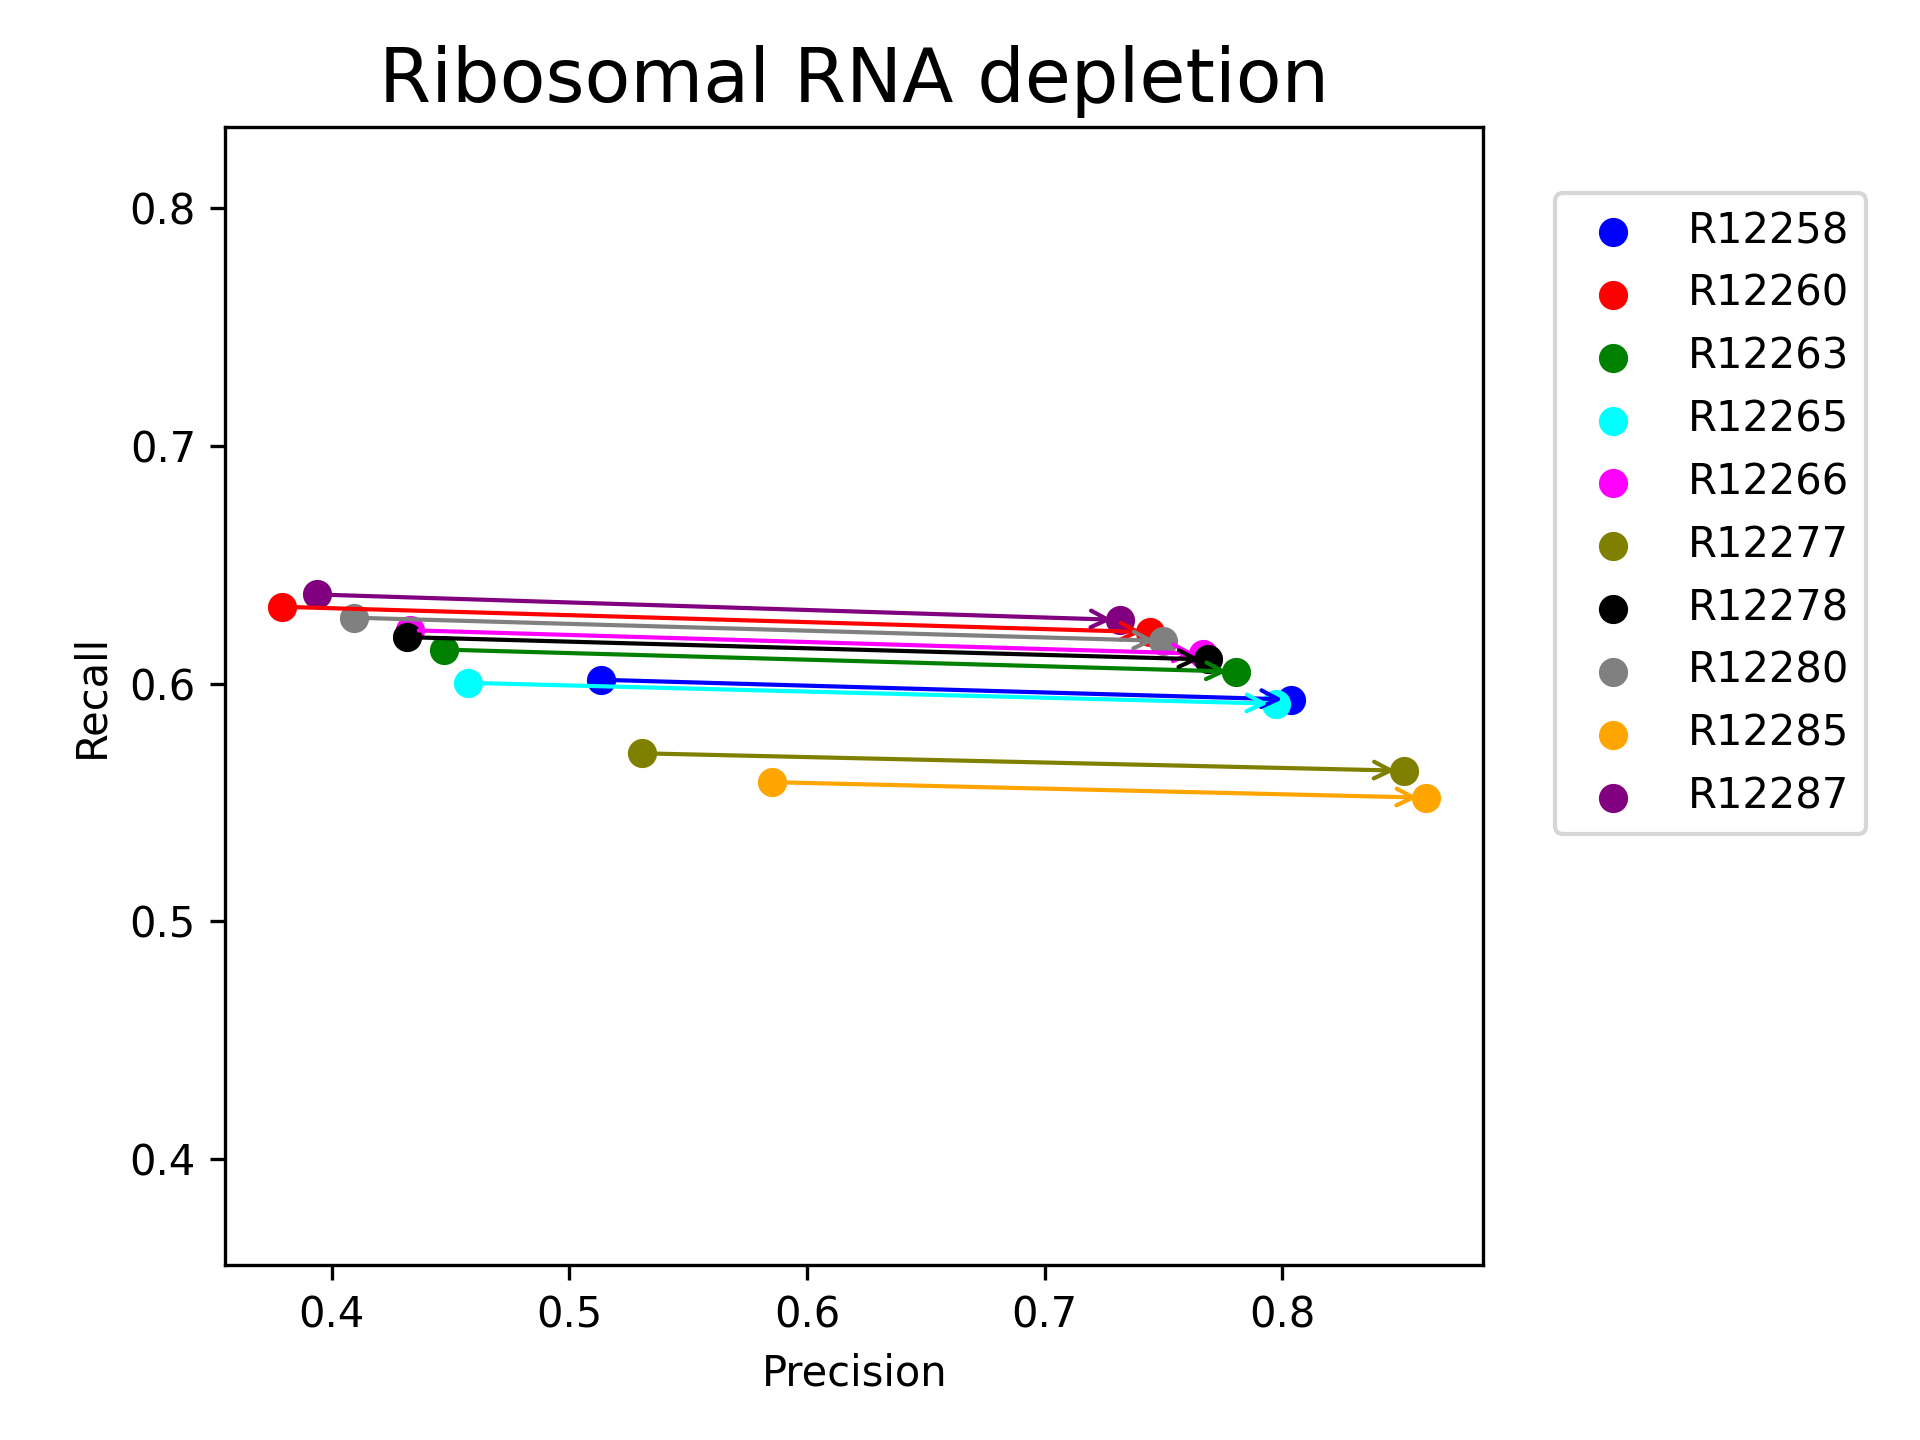 Ribosomal RNA depletion
0.8
0.7
0.6
0.5
0.4
Recall
0.4 0.5 0.6 0.7 0.8
Precision
R12258
R12260
R12263
R12265
R12266
R12277
R12278
R12280
R12285
R12287